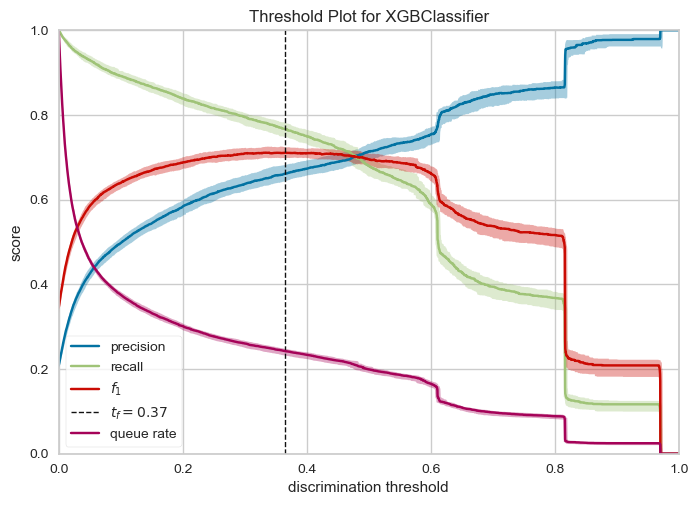 Threshold Plot for XGBClassifier
1.0
0.8
0.6
0.4
0.2
0.0
score
precision
recall
f₁
t_f = 0.37
queue rate
0.0 0.2 0.4 0.6 0.8 1.0
discrimination threshold